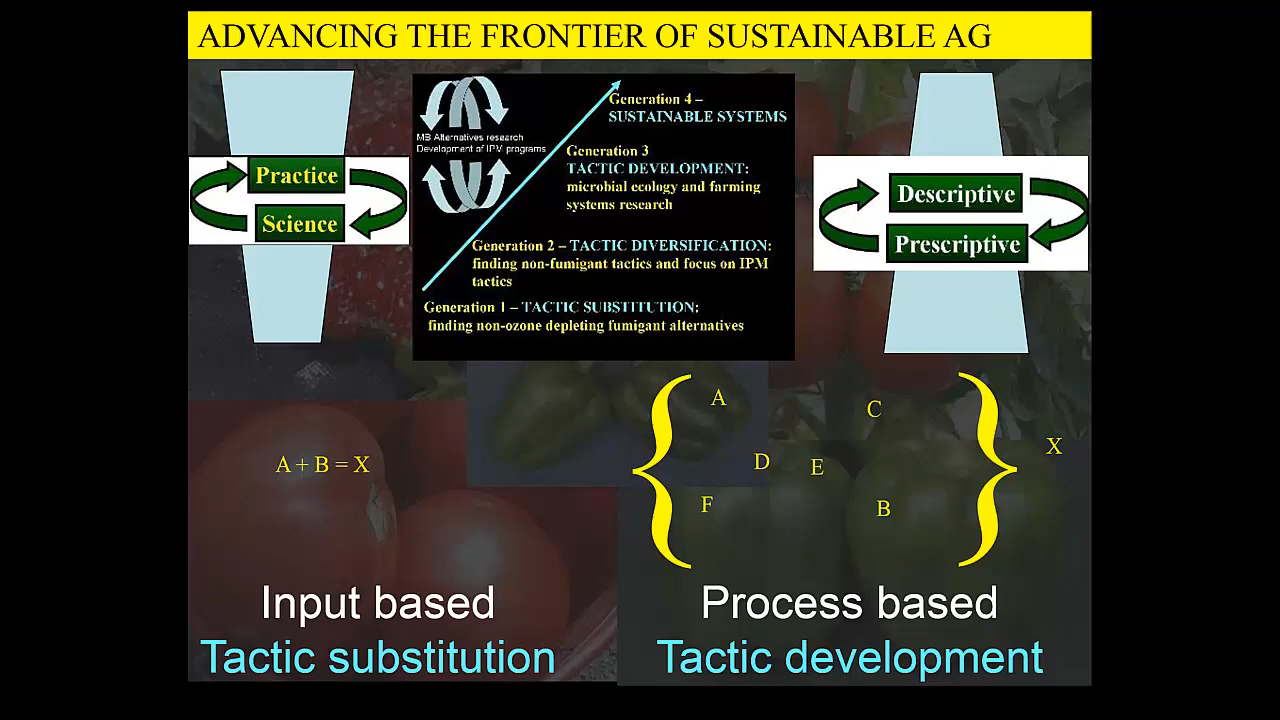 ADVANCING THE FRONTIER OF SUSTAINABLE AG
Practice
Science
MB Alternatives research
Development of IPM programs
Generation 4 –
SUSTAINABLE SYSTEMS
Generation 3
TACTIC DEVELOPMENT:
microbial ecology and farming
systems research
Generation 2 – TACTIC DIVERSIFICATION:
finding non-fumigant tactics and focus on IPM
tactics
Generation 1 – TACTIC SUBSTITUTION:
finding non-ozone depleting fumigant alternatives
Descriptive
Prescriptive
A + B = X
{
A
C
D
E
F
B
}
X
Input based
Tactic substitution
Process based
Tactic development